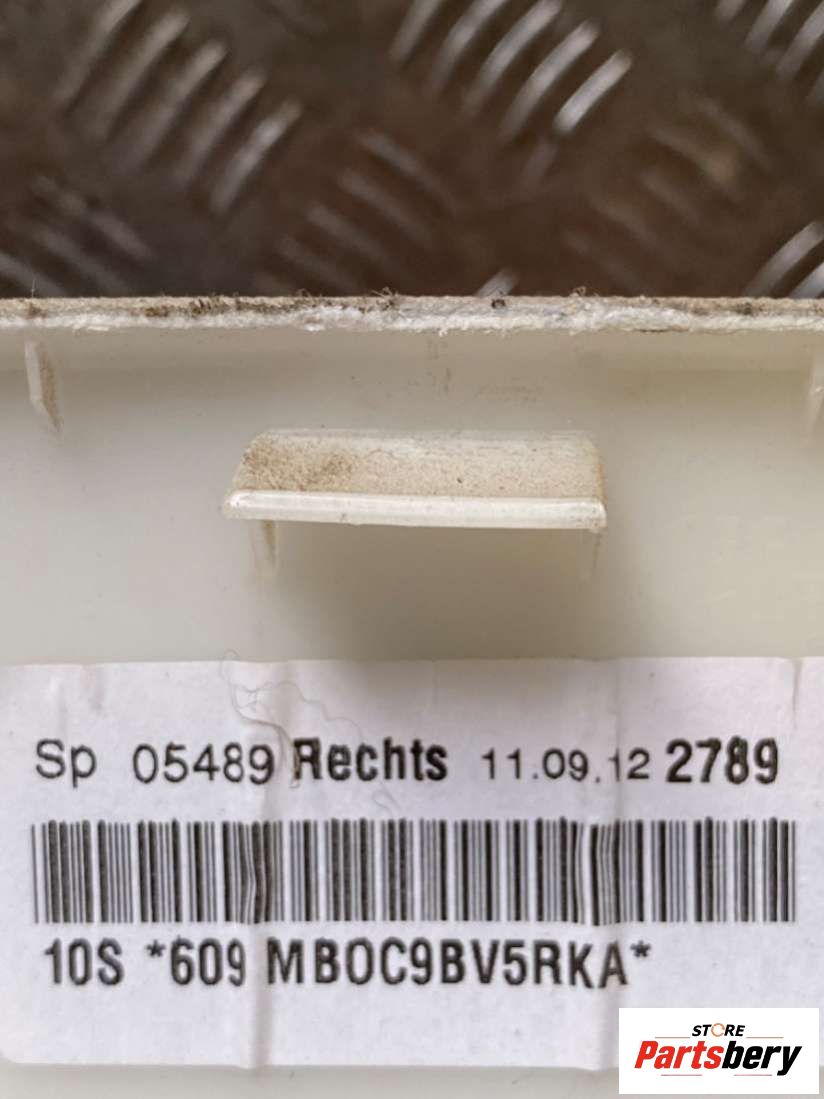 Sp 05489 Rechts 11.09.12 2789
10S *609 MBOC9BV5RKA*
STORE
Partsbery